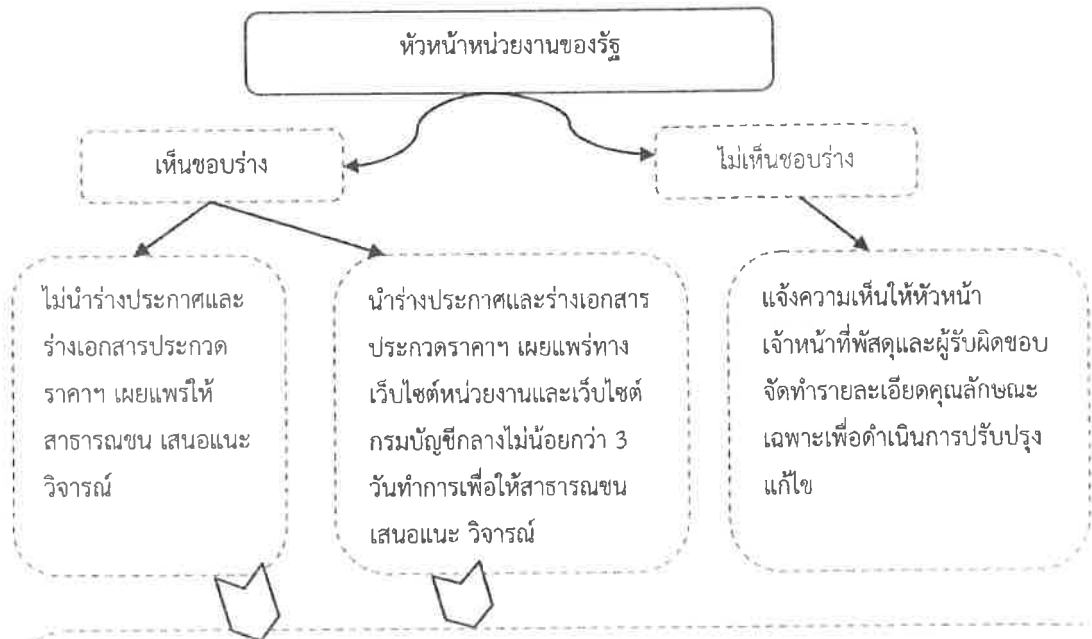 หัวหน้าหน่วยงานของรัฐ
เห็นชอบร่าง
ไม่เห็นชอบร่าง
ไม่นำร่างประกาศและ
ร่างเอกสารประกวด
ราคาฯ เผยแพร่ให้
สาธารณชน เสนอแนะ
วิจารณ์
นำร่างประกาศและร่างเอกสาร
ประกวดราคาฯ เผยแพร่ทาง
เว็บไซต์หน่วยงานและเว็บไซต์
กรมบัญชีกลางไม่น้อยกว่า 3
วันทำการเพื่อให้สาธารณชน
เสนอแนะ วิจารณ์
แจ้งความเห็นให้หัวหน้า
เจ้าหน้าที่พัสดุและผู้รับผิดชอบ
จัดทำรายละเอียดคุณลักษณะ
เฉพาะเพื่อดำเนินการปรับปรุง
แก้ไข